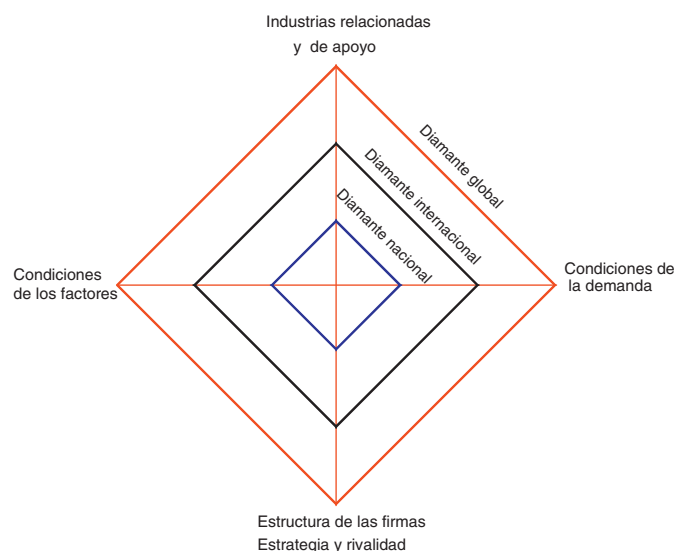 Industrias relacionadas
y de apoyo
Diamante global
Diamante internacional
Diamante nacional
Condiciones
de los factores
Condiciones de
la demanda
Estructura de las firmas
Estrategia y rivalidad